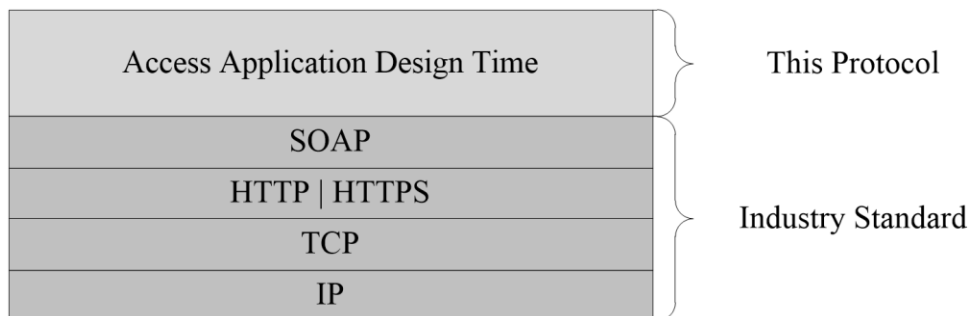 Access Application Design Time
This Protocol
SOAP
HTTP | HTTPS
TCP
IP
Industry Standard